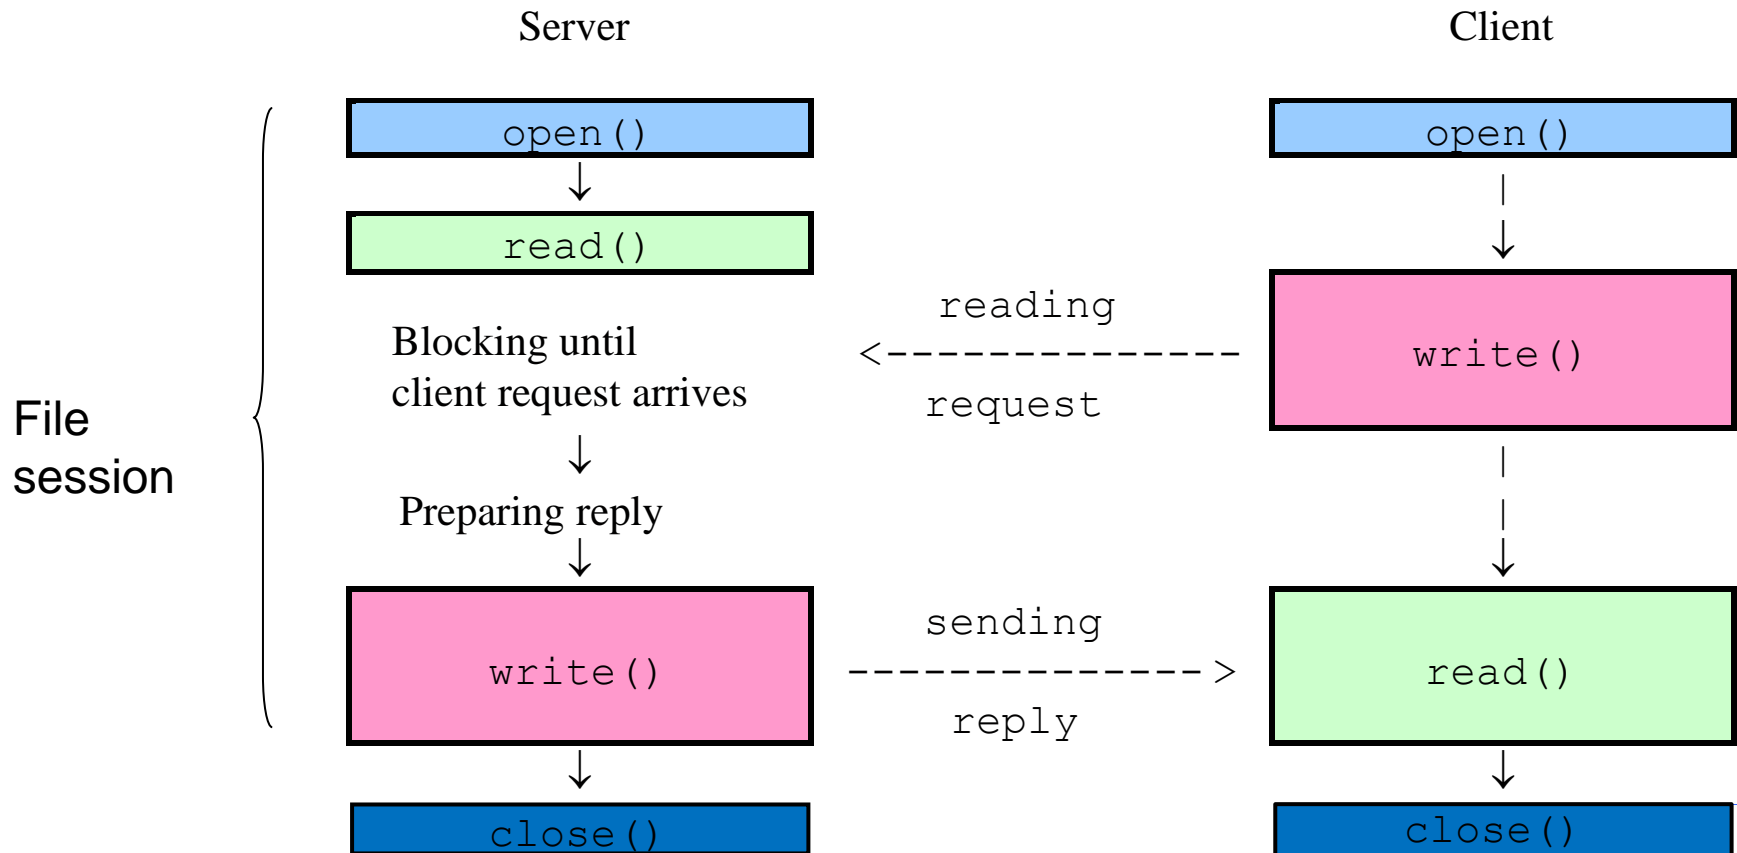 Server
Client
open()
open()
read()
reading
Blocking until
client request arrives
<--------------
write()
request
File
session
Preparing reply
sending
write()
-------------->
read()
reply
close()
close()